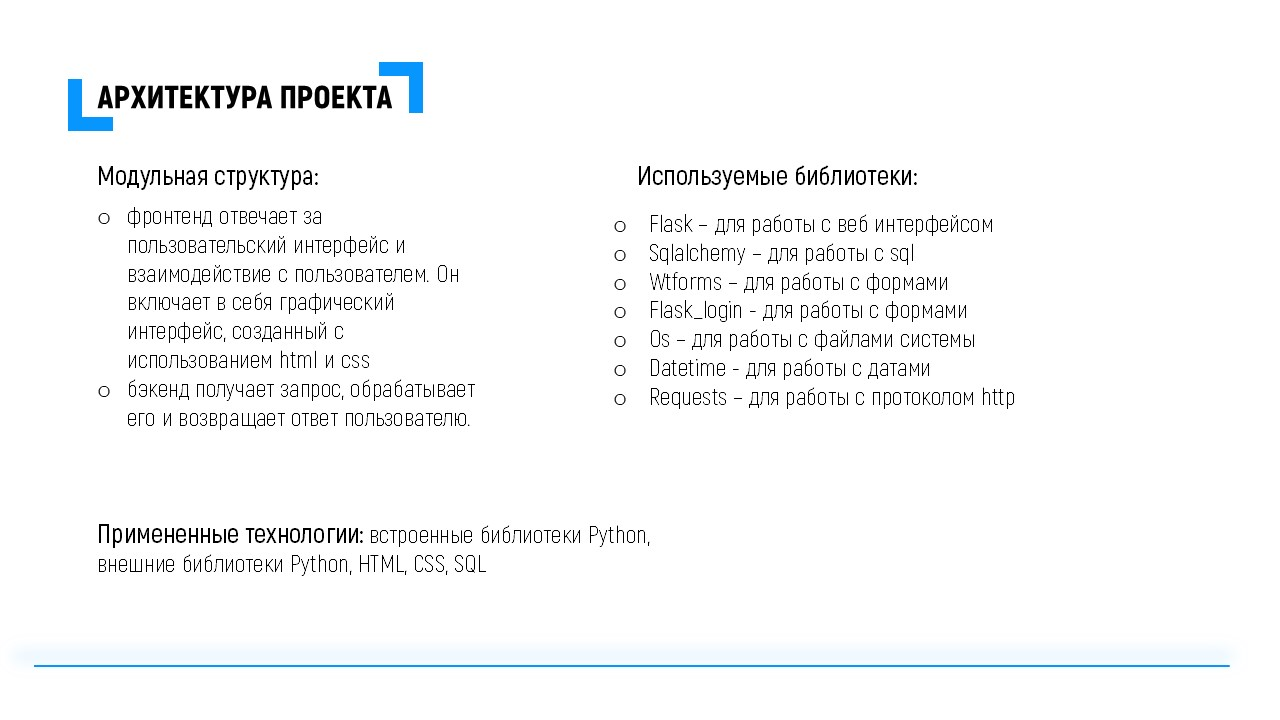 АРХИТЕКТУРА ПРОЕКТА
Модульная структура:
o фронтенд отвечает за
пользовательский интерфейс и
взаимодействие с пользователем. Он
включает в себя графический
интерфейс, созданный с
использованием html и css
o бэкенд получает запрос, обрабатывает
его и возвращает ответ пользователю.
Используемые библиотеки:
o Flask – для работы с веб интерфейсом
o Sqlalchemy – для работы с sql
o Wtforms – для работы с формами
o Flask_login - для работы с формами
o Os – для работы с файлами системы
o Datetime - для работы с датами
o Requests – для работы с протоколом http
Примененные технологии: встроенные библиотеки Python,
внешние библиотеки Python, HTML, CSS, SQL